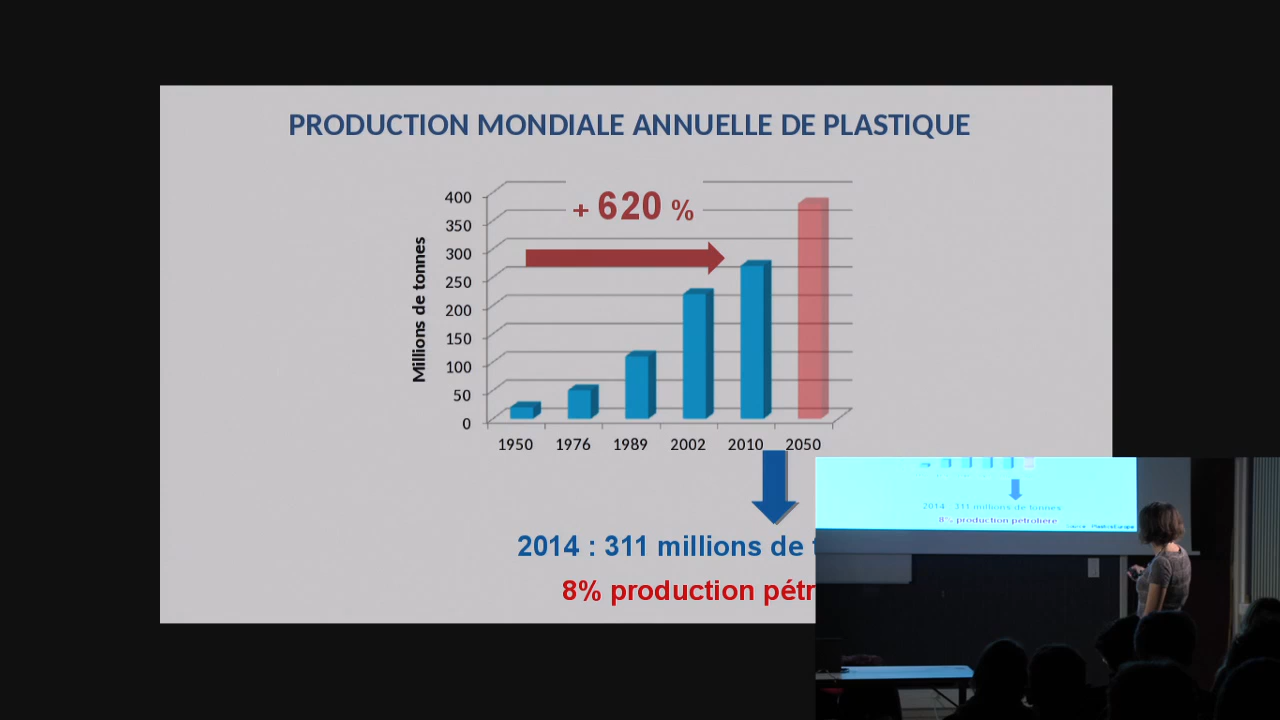 PRODUCTION MONDIALE ANNUELLE DE PLASTIQUE
+ 620 %
Millions de tonnes
400
350
300
250
200
150
100
50
0
1950 1976 1989 2002 2010 2050
2014 : 311 millions de
8% production pétr
2014 : 311 millions de tonnes
8% production pétrolière